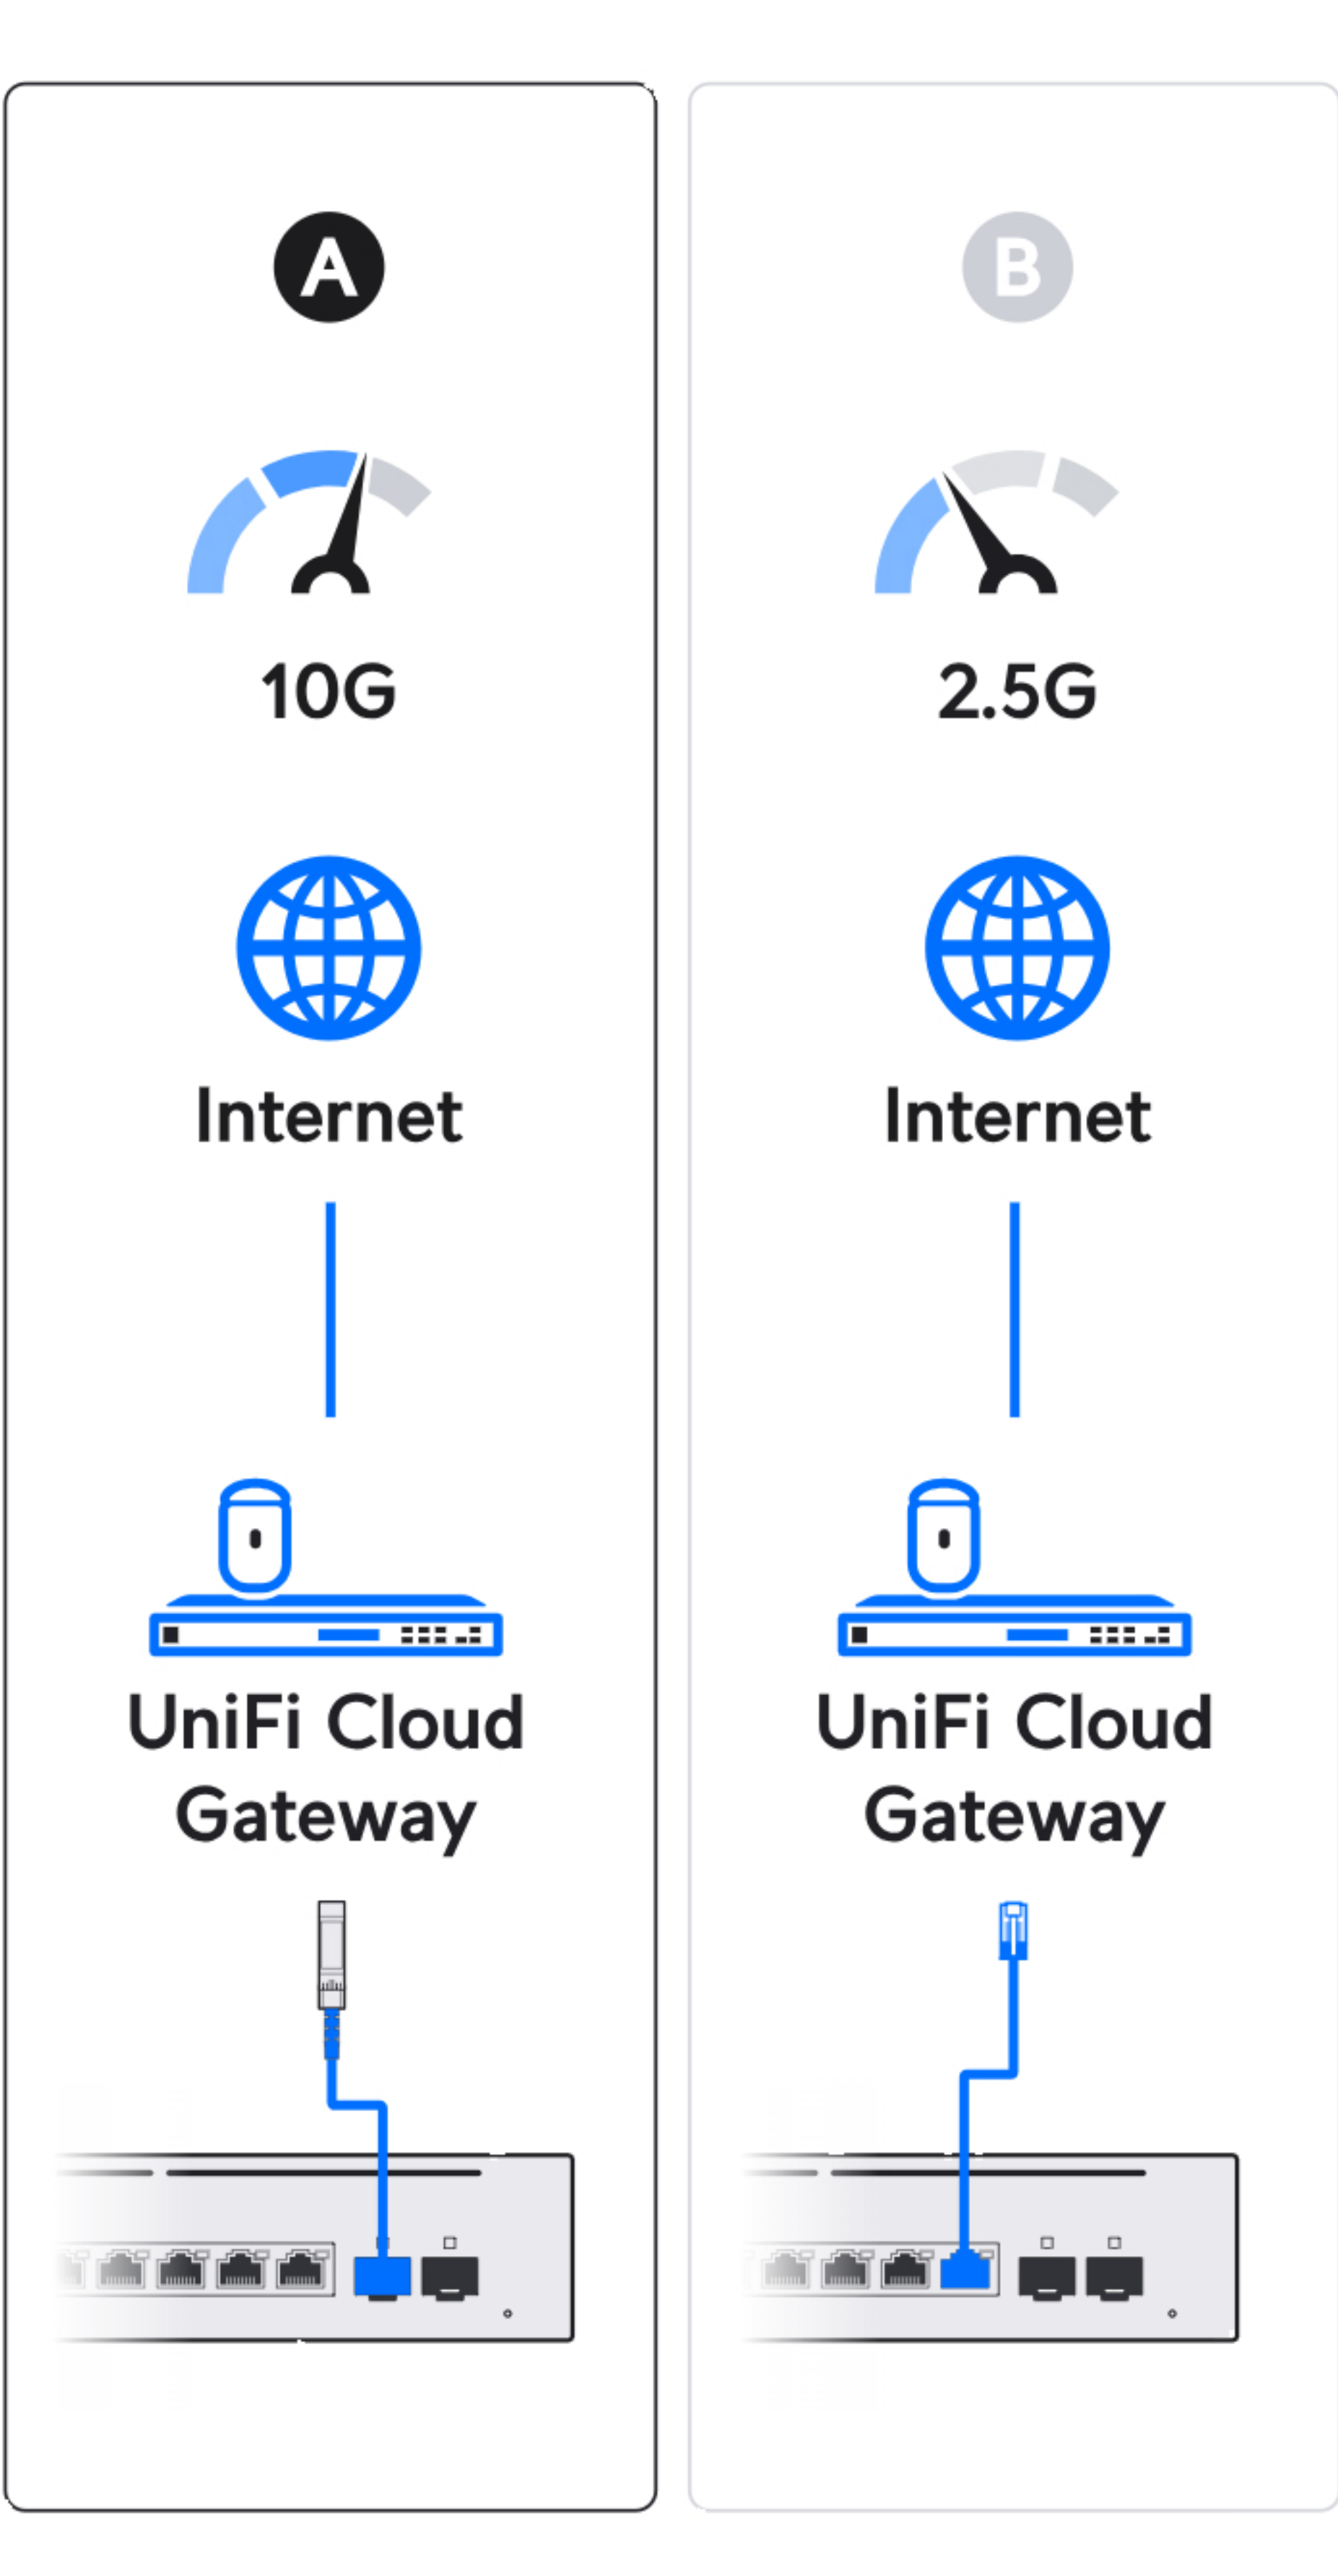 A
10G
Internet
UniFi Cloud
Gateway
B
2.5G
Internet
UniFi Cloud
Gateway